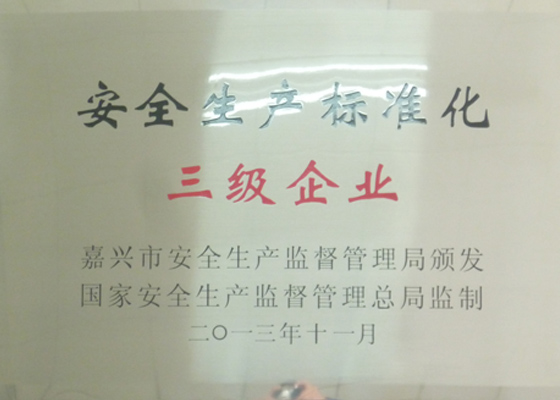 安全生产标准化
三级企业
嘉兴市安全生产监督管理局颁发
国家安全生产监督管理总局监制
二〇一三年十一月